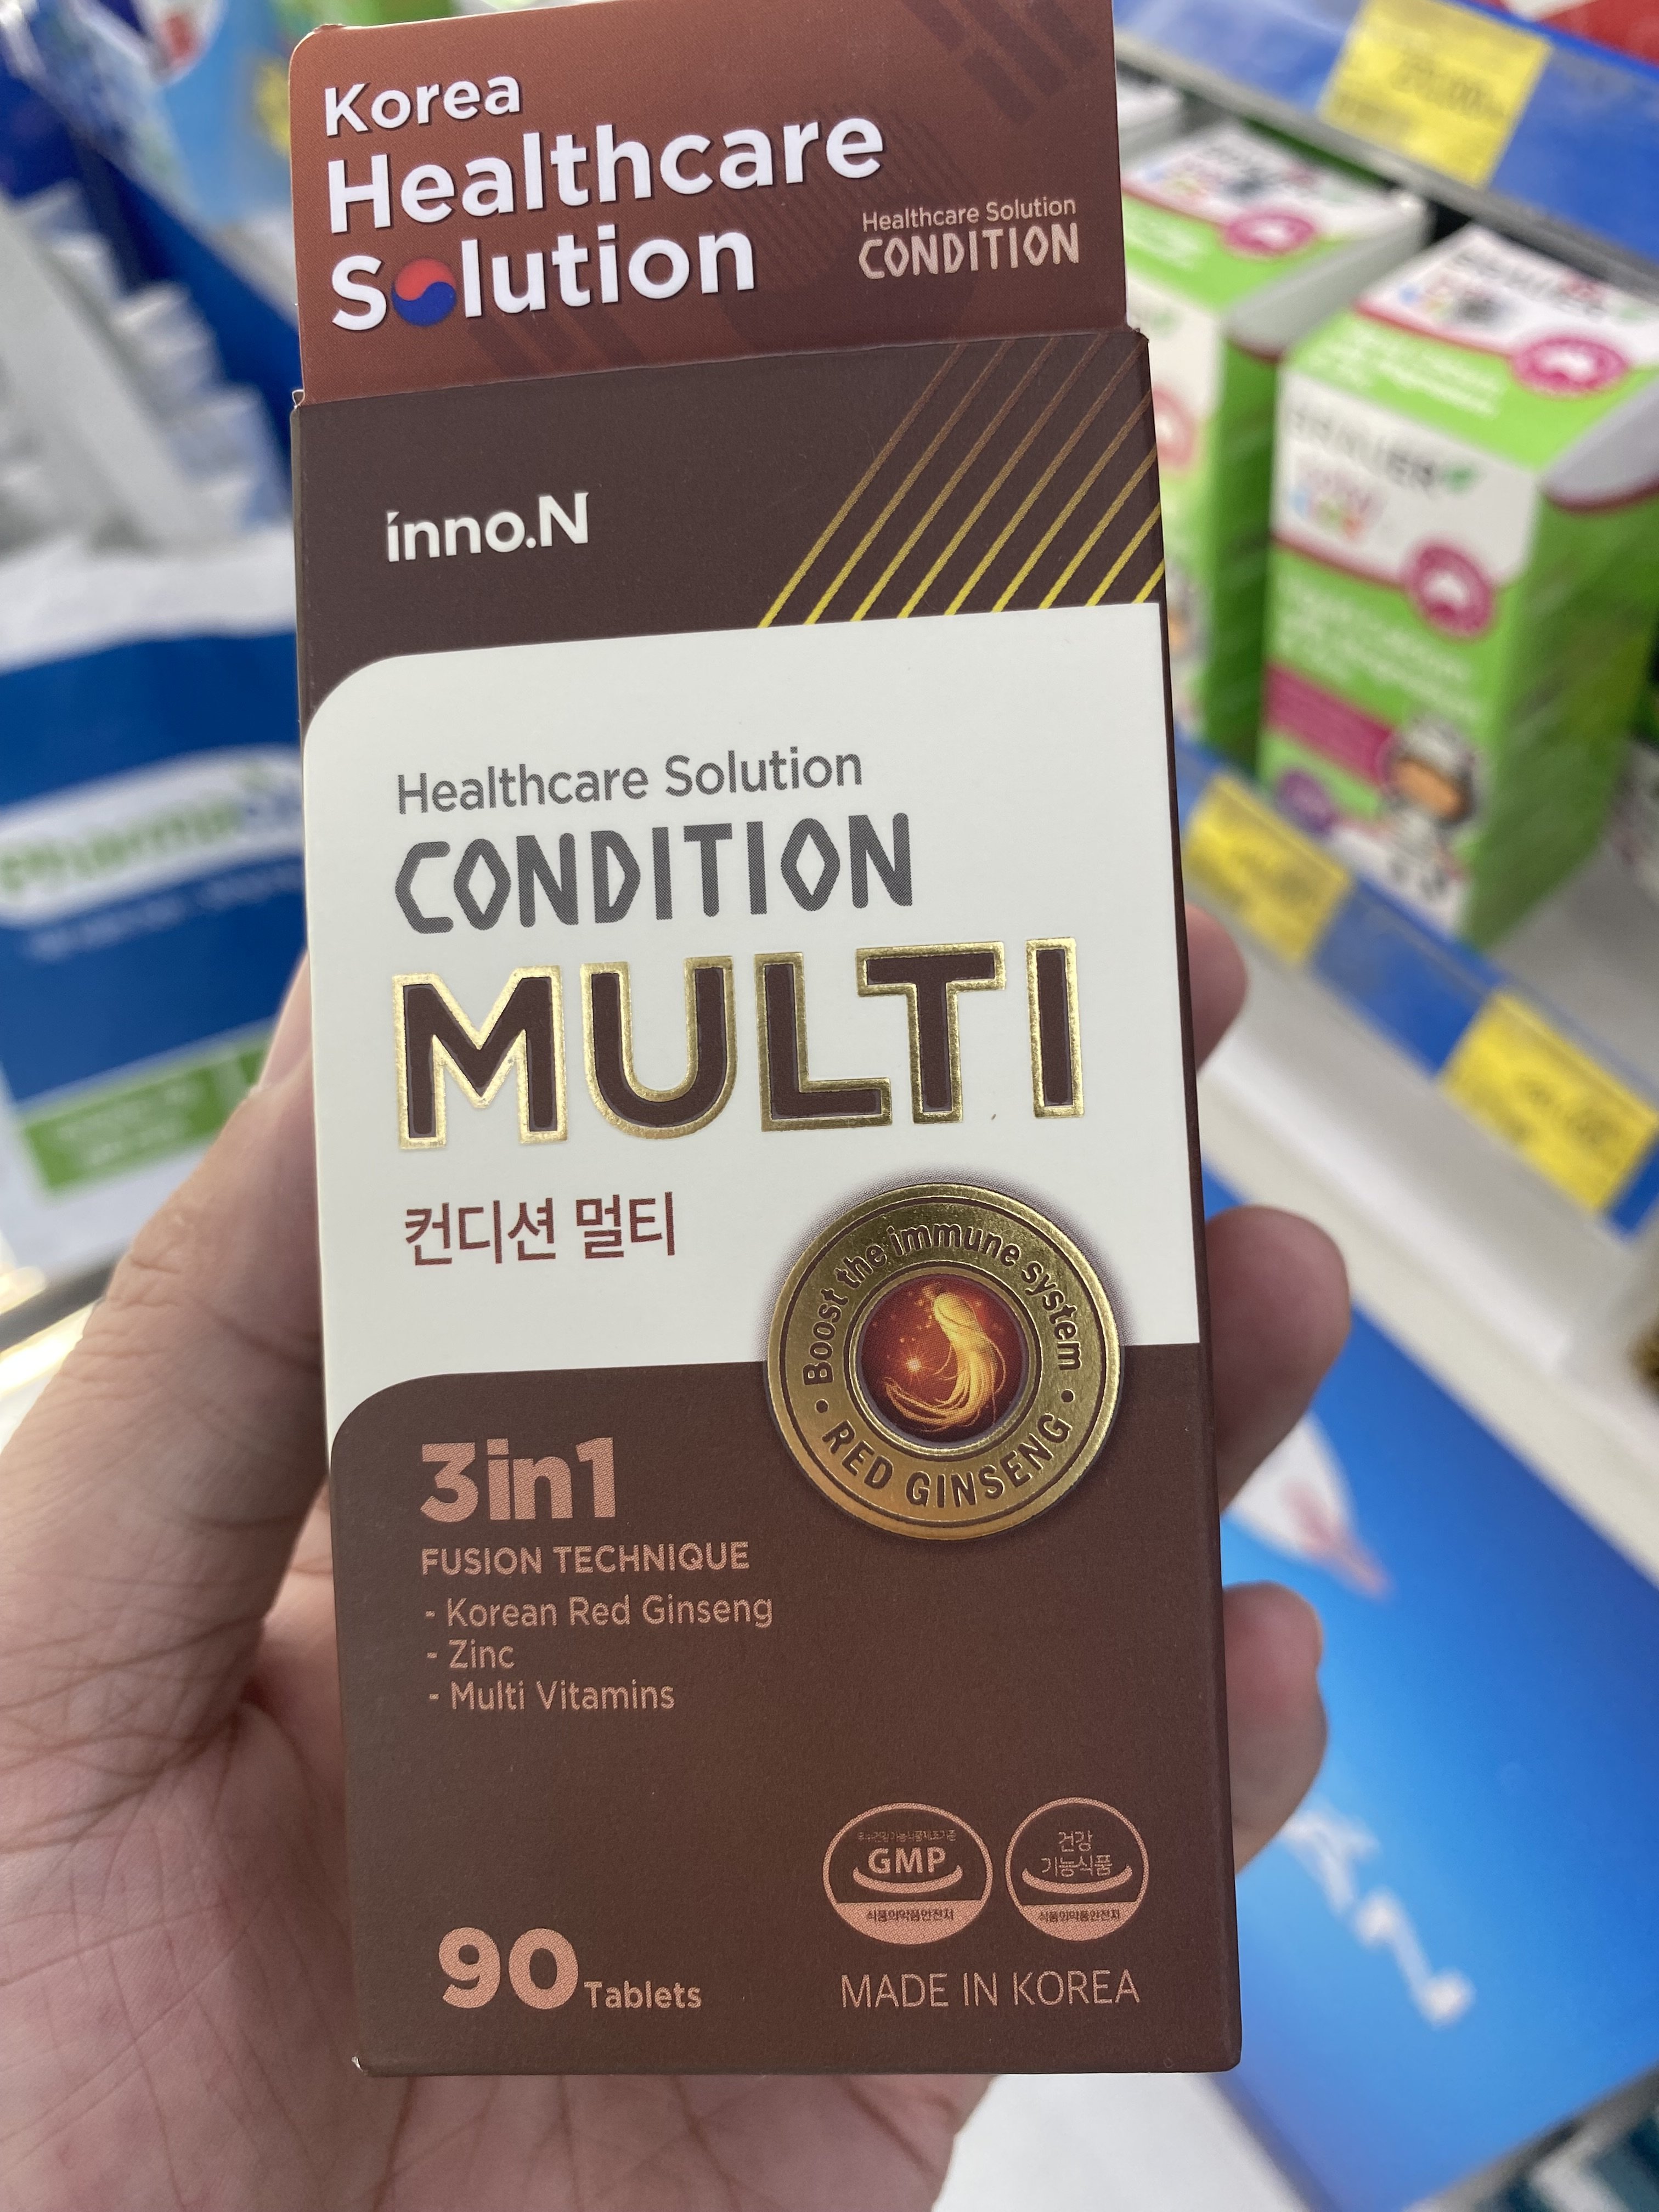 Korea
Healthcare
Solution
Healthcare Solution
CONDITION
inno.N
Healthcare Solution
CONDITION
MULTI
컨디션 멀티
Boost the immune system
RED GINSENG
3in1
FUSION TECHNIQUE
- Korean Red Ginseng
- Zinc
- Multi Vitamins
GMP
식품의약품안전처
건강
기능식품
식품의약품안전처
90 Tablets
MADE IN KOREA